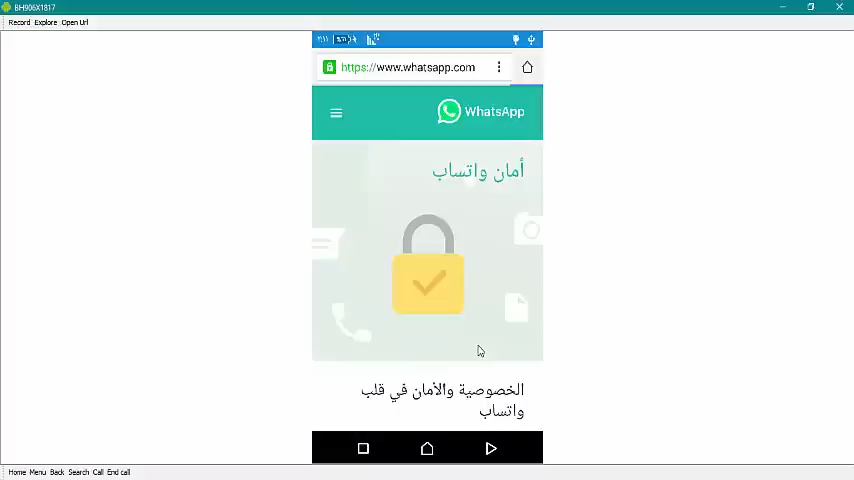 BH906X1817
Record Explore Open Url
https://www.whatsapp.com
WhatsApp
أمان واتساب
الخصوصية والأمان في قلب
واتساب
Home Menu Back Search Call End call